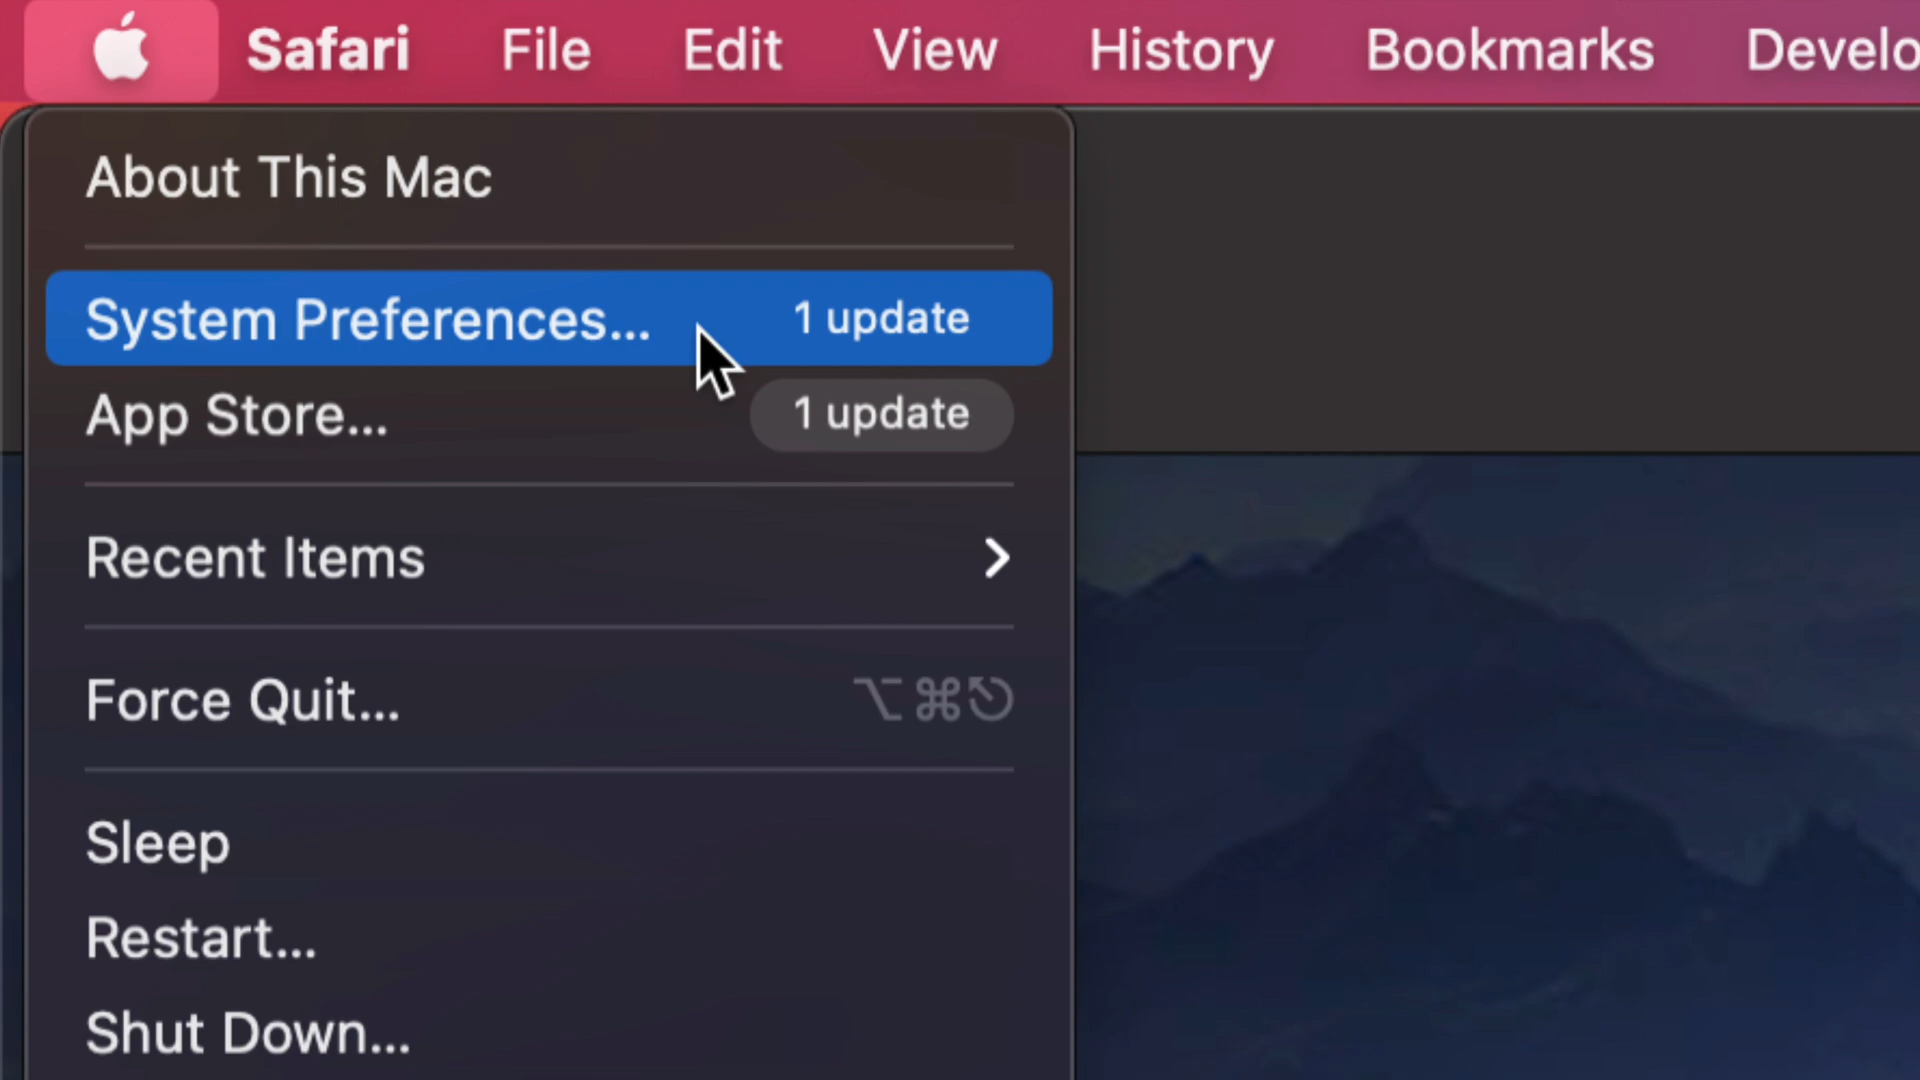 Safari File Edit View History Bookmarks Develo
About This Mac
System Preferences... 1 update
App Store... 1 update
Recent Items
Force Quit... ⌥⌘⎋
Sleep
Restart...
Shut Down...